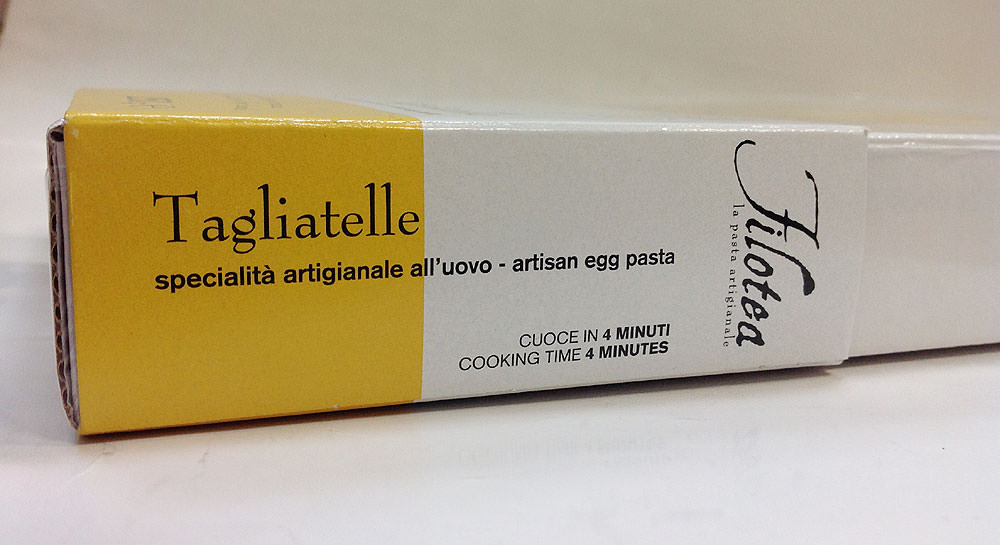 Tagliatelle
specialità artigianale all'uovo - artisan egg pasta
CUOCE IN 4 MINUTI
COOKING TIME 4 MINUTES
Filotea
la pasta artigianale